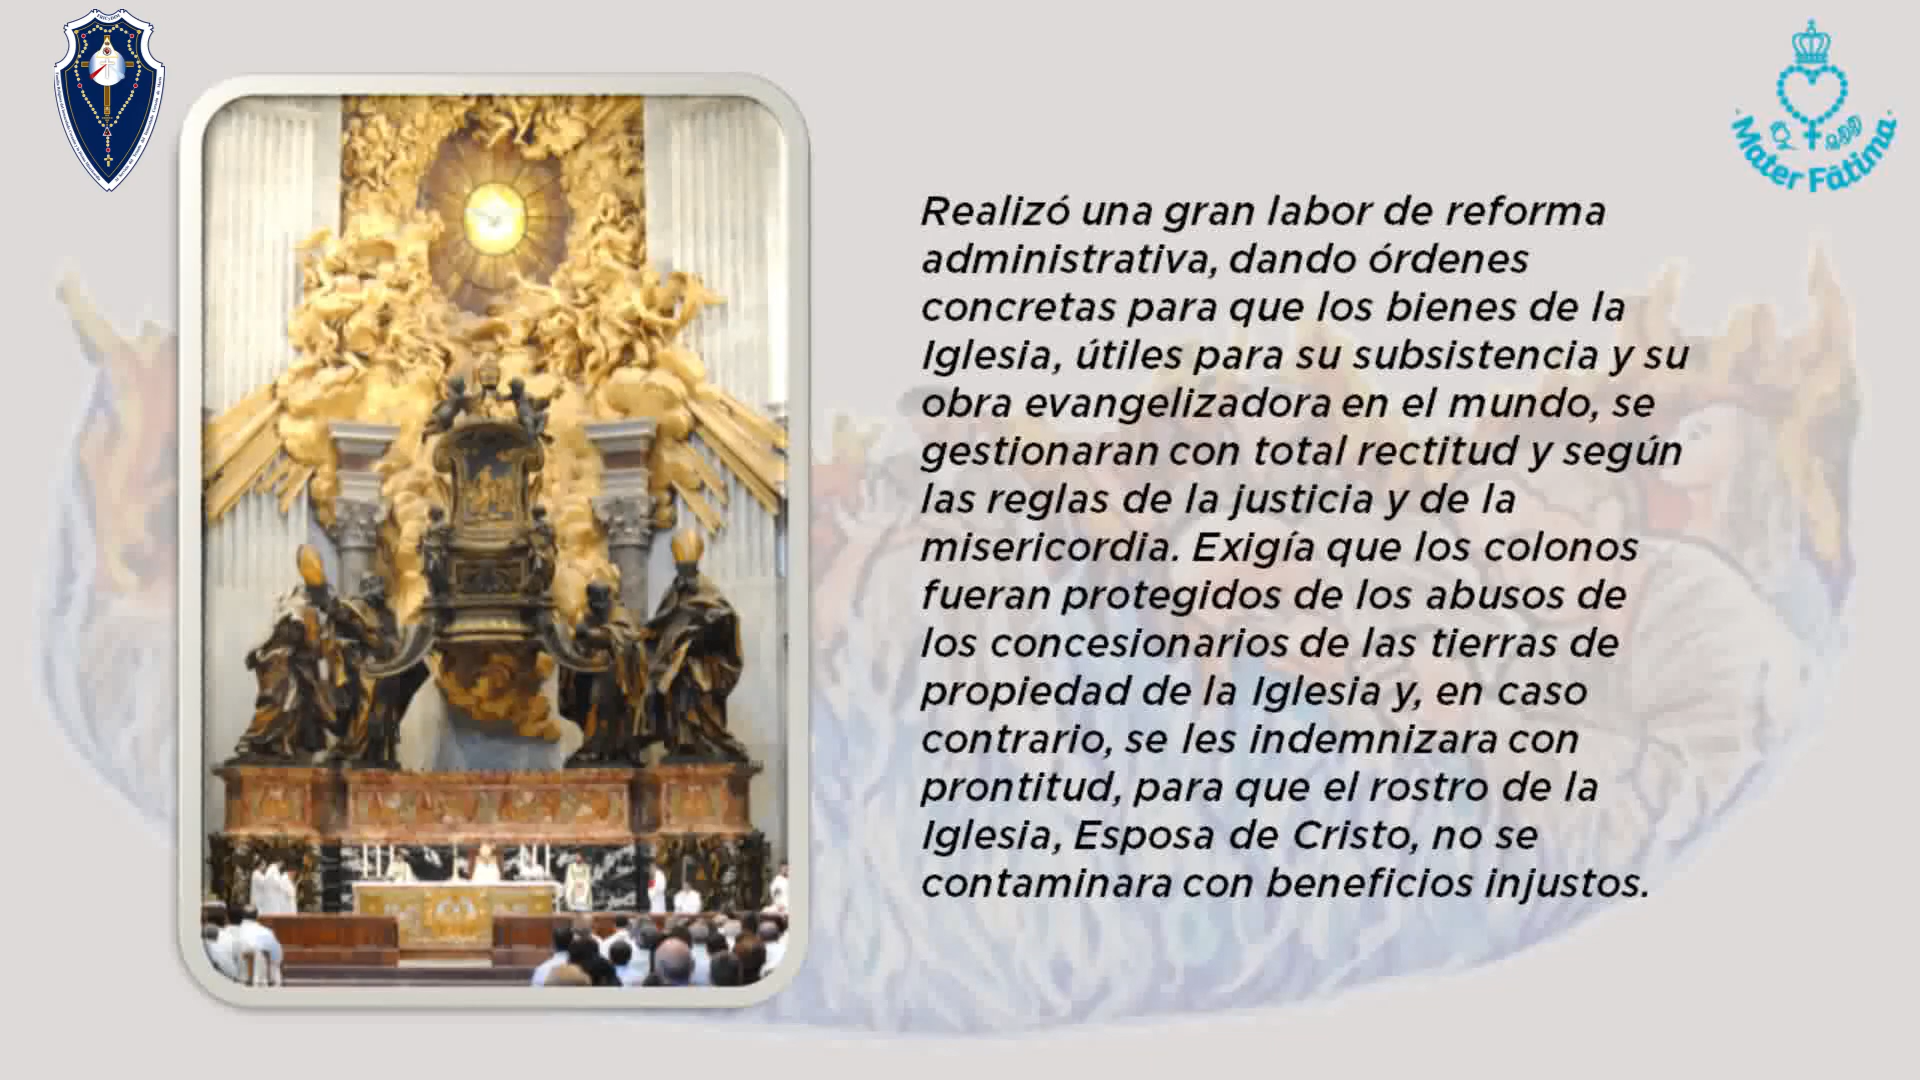 Mater Fátima
Realizó una gran labor de reforma
administrativa, dando órdenes
concretas para que los bienes de la
Iglesia, útiles para su subsistencia y su
obra evangelizadora en el mundo, se
gestionaran con total rectitud y según
las reglas de la justicia y de la
misericordia. Exigía que los colonos
fueran protegidos de los abusos de
los concesionarios de las tierras de
propiedad de la Iglesia y, en caso
contrario, se les indemnizara con
prontitud, para que el rostro de la
Iglesia, Esposa de Cristo, no se
contaminara con beneficios injustos.